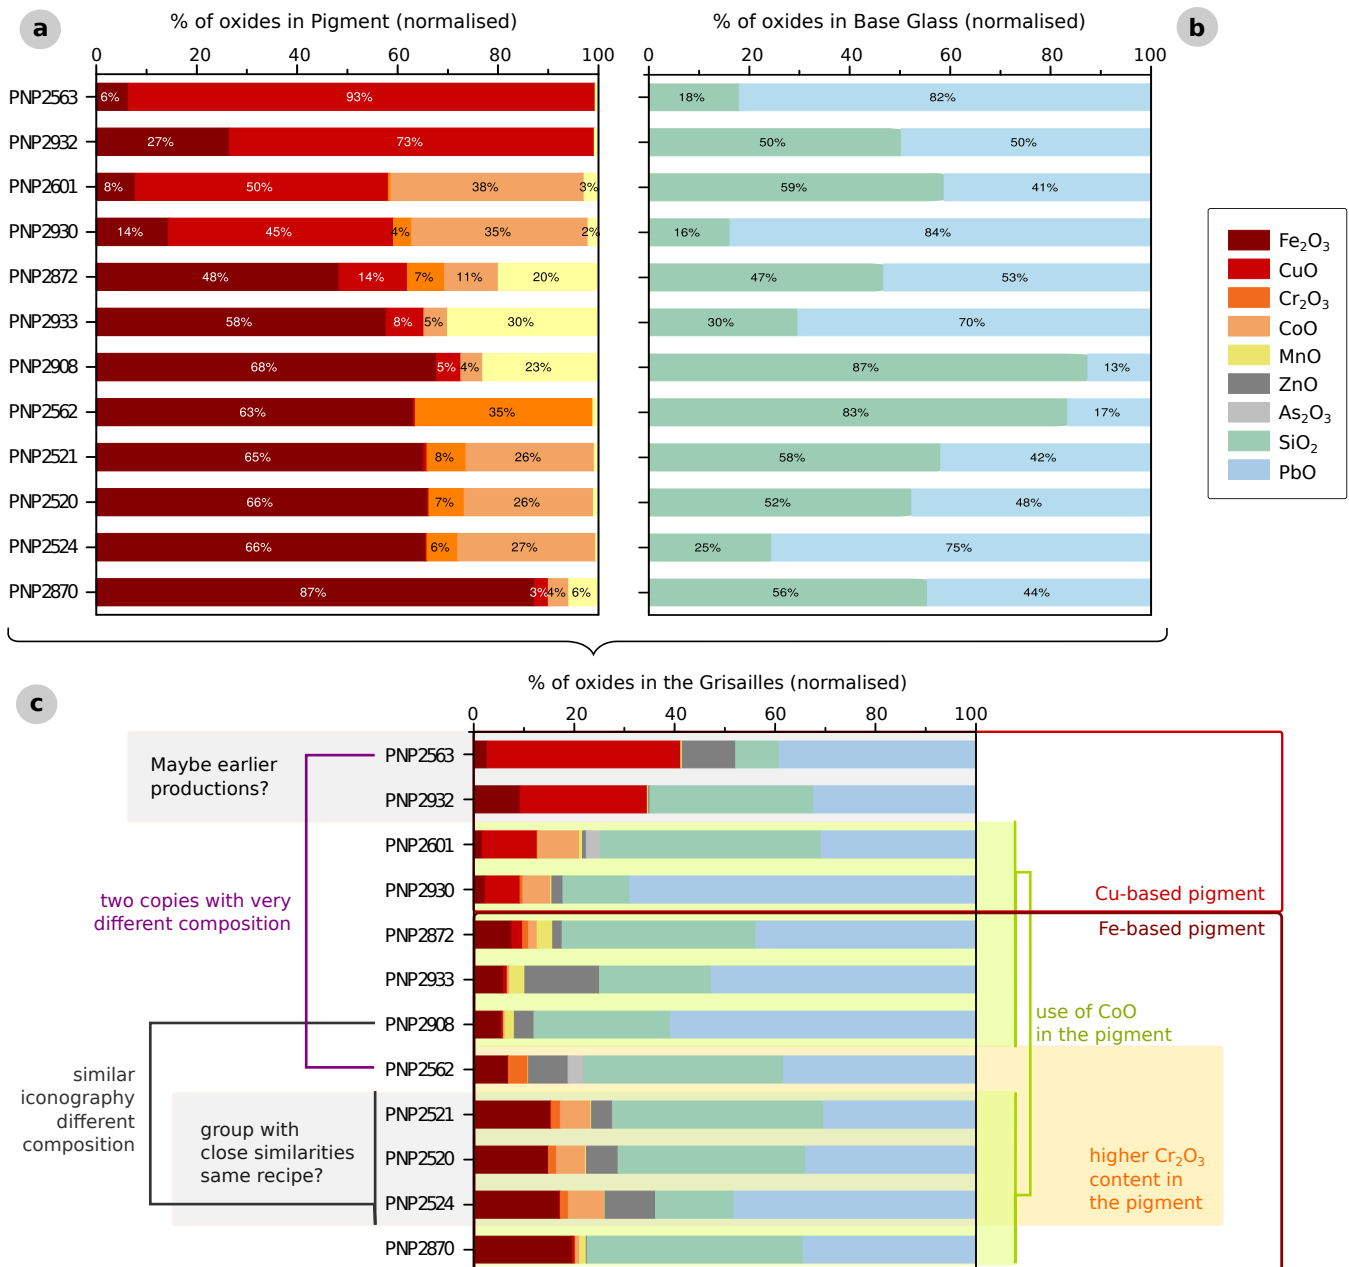 a
% of oxides in Pigment (normalised)
% of oxides in Base Glass (normalised)
b
0 20 40 60 80 100
0 20 40 60 80 100
PNP2563 6% 93% 18% 82%
PNP2932 27% 73% 50% 50%
PNP2601 8% 50% 38% 3% 59% 41%
PNP2930 14% 45% 4% 35% 2% 16% 84%
PNP2872 48% 14% 7% 11% 20% 47% 53%
PNP2933 58% 8% 5% 30% 30% 70%
PNP2908 68% 5% 4% 23% 87% 13%
PNP2562 63% 35% 83% 17%
PNP2521 65% 8% 26% 58% 42%
PNP2520 66% 7% 26% 52% 48%
PNP2524 66% 6% 27% 25% 75%
PNP2870 87% 3% 4% 6% 56% 44%
Fe₂O₃
CuO
Cr₂O₃
CoO
MnO
ZnO
As₂O₃
SiO₂
PbO
c
% of oxides in the Grisailles (normalised)
0 20 40 60 80 100
PNP2563
PNP2932
PNP2601
PNP2930
PNP2872
PNP2933
PNP2908
PNP2562
PNP2521
PNP2520
PNP2524
PNP2870
Maybe earlier
productions?
two copies with very
different composition
similar
iconography
different
composition
group with
close similarities
same recipe?
Cu-based pigment
Fe-based pigment
use of CoO
in the pigment
higher Cr₂O₃
content in
the pigment